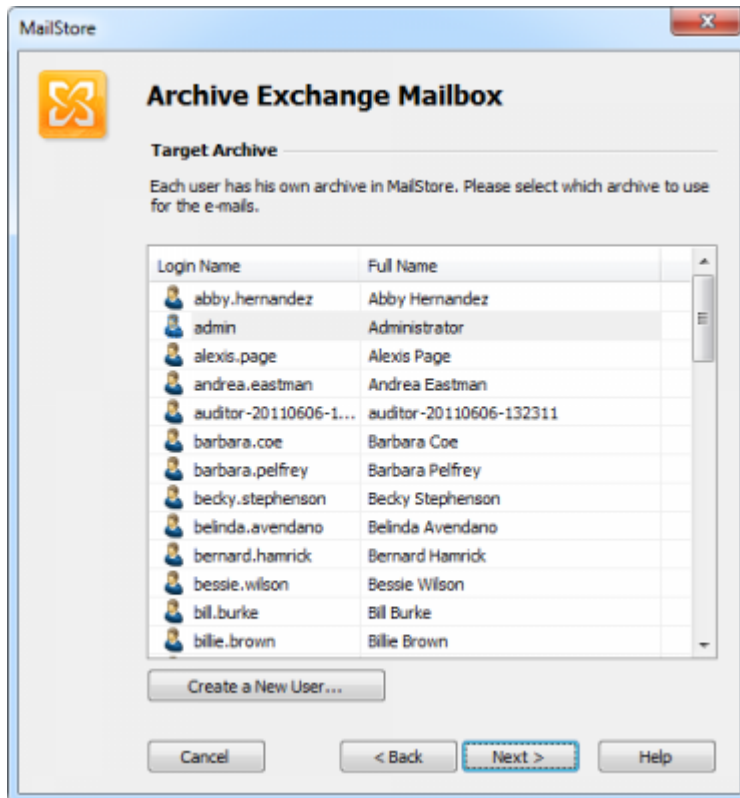 MailStore
Archive Exchange Mailbox
Target Archive
Each user has his own archive in MailStore. Please select which archive to use
for the e-mails.
Login Name Full Name
abby.hernandez Abby Hernandez
admin Administrator
alexis.page Alexis Page
andrea.eastman Andrea Eastman
auditor-20110606-1... auditor-20110606-132311
barbara.coe Barbara Coe
barbara.pelfrey Barbara Pelfrey
becky.stephenson Becky Stephenson
belinda.avendano Belinda Avendano
bernard.hamrick Bernard Hamrick
bessie.wilson Bessie Wilson
bill.burke Bill Burke
billie.brown Billie Brown
Create a New User...
Cancel < Back Next > Help